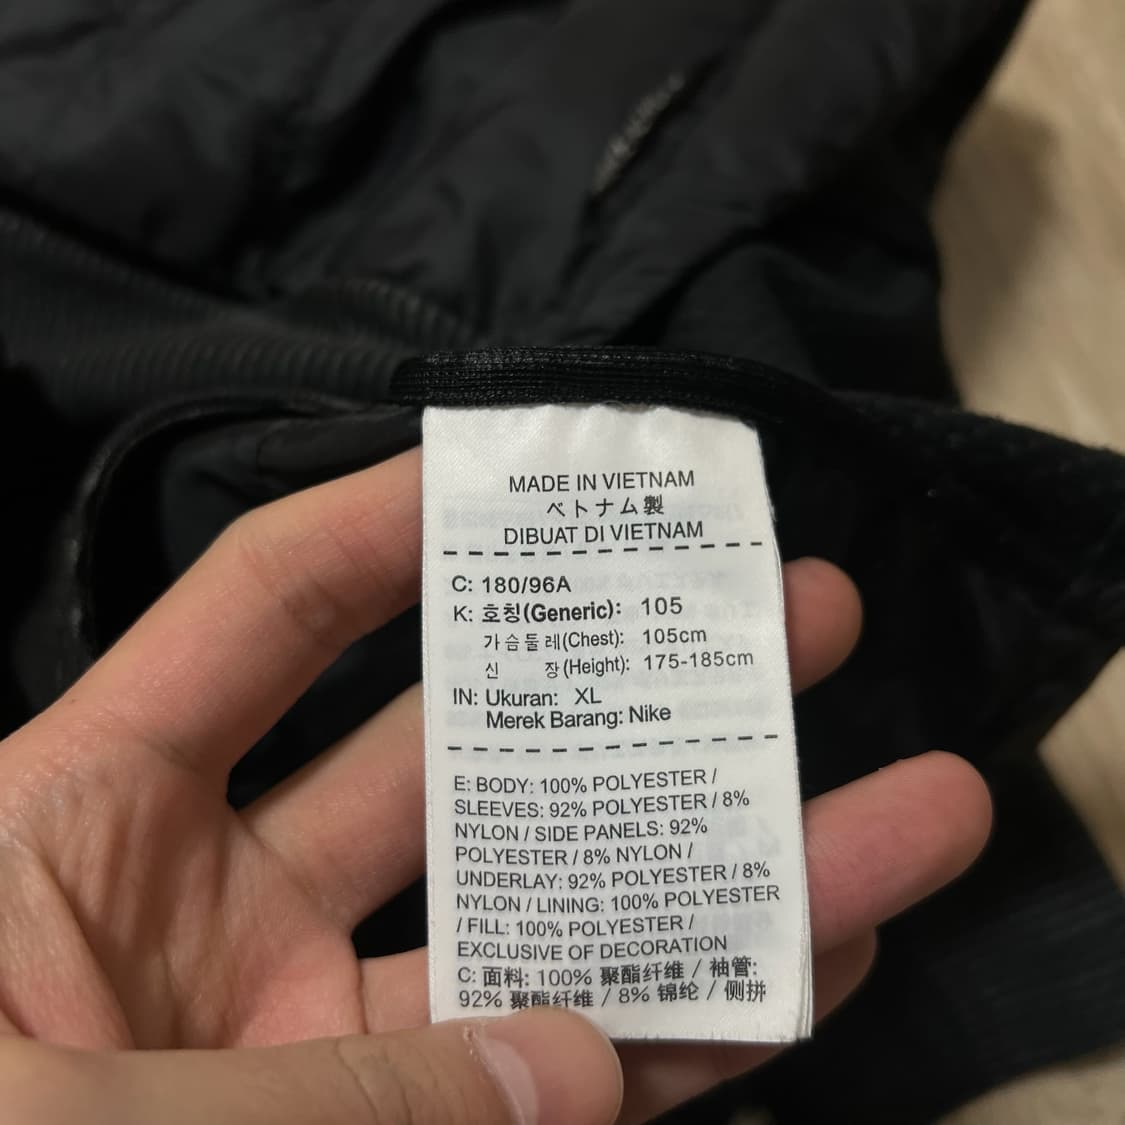 MADE IN VIETNAM
ベトナム製
DIBUAT DI VIETNAM
C: 180/96A
K: 호칭(Generic): 105
가슴둘레(Chest): 105cm
신 장(Height): 175-185cm
IN: Ukuran: XL
Merek Barang: Nike
E: BODY: 100% POLYESTER /
SLEEVES: 92% POLYESTER / 8%
NYLON / SIDE PANELS: 92%
POLYESTER / 8% NYLON /
UNDERLAY: 92% POLYESTER / 8%
NYLON / LINING: 100% POLYESTER
/ FILL: 100% POLYESTER /
EXCLUSIVE OF DECORATION
C: 面料: 100% 聚酯纤维 / 袖管:
92% 聚酯纤维 / 8% 锦纶 / 侧拼